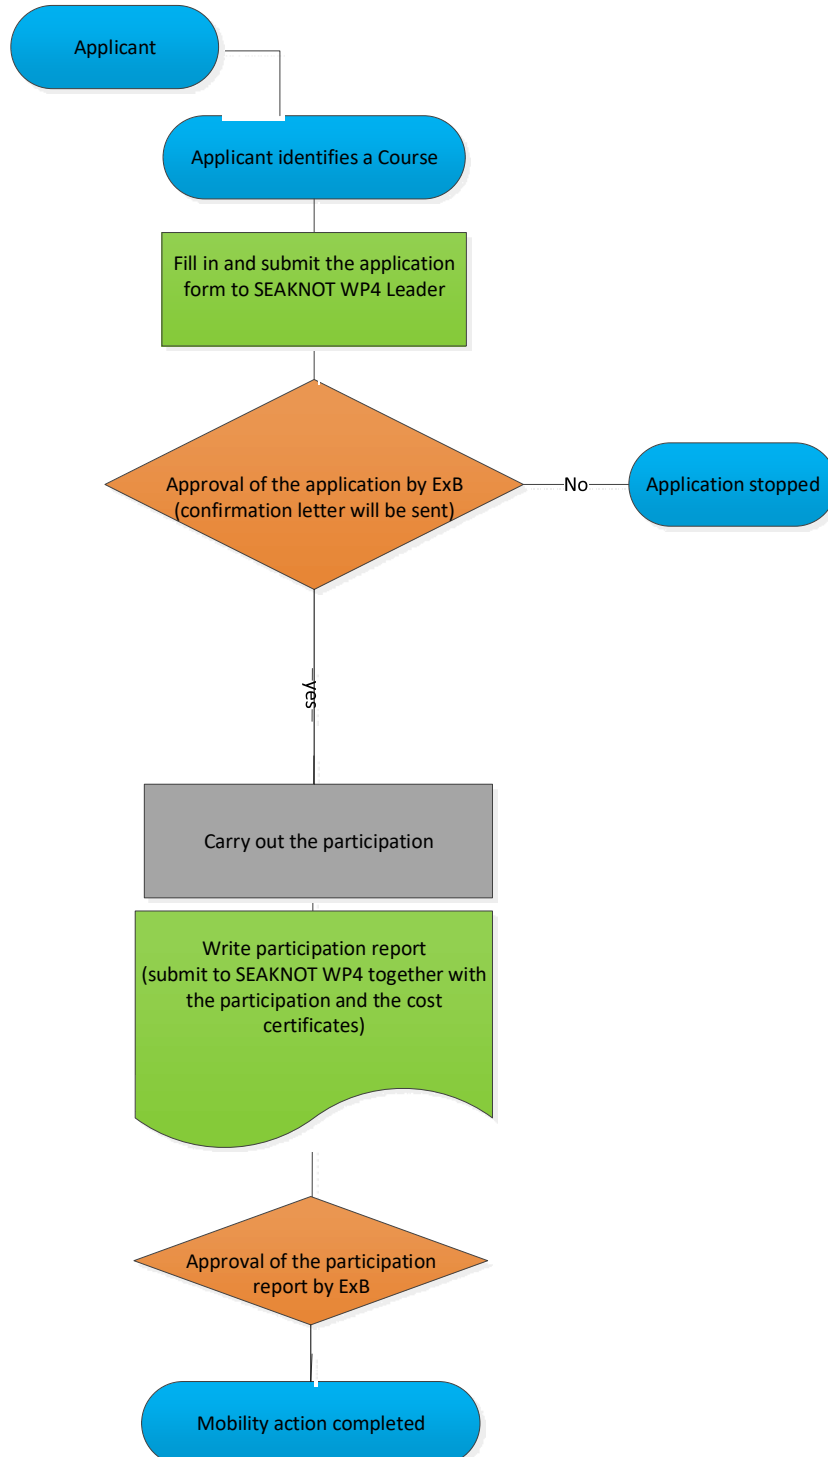 Applicant
Applicant identifies a Course
Fill in and submit the application
form to SEAKNOT WP4 Leader
Approval of the application by ExB
(confirmation letter will be sent)
No
Application stopped
yes
Carry out the participation
Write participation report
(submit to SEAKNOT WP4 together with
the participation and the cost
certificates)
Approval of the participation
report by ExB
Mobility action completed